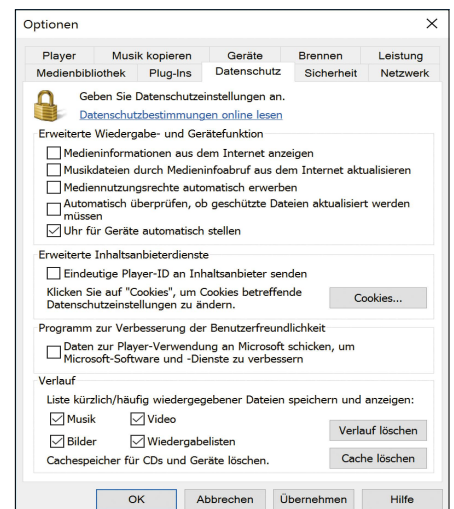 Optionen
Player Musik kopieren Geräte Brennen Leistung
Medienbibliothek Plug-Ins Datenschutz Sicherheit Netzwerk
Geben Sie Datenschutzeinstellungen an.
Datenschutzbestimmungen online lesen
Erweiterte Wiedergabe- und Gerätefunktion
Medieninformationen aus dem Internet anzeigen
Musikdateien durch Medieninfoabruf aus dem Internet aktualisieren
Mediennutzungsrechte automatisch erwerben
Automatisch überprüfen, ob geschützte Dateien aktualisiert werden
müssen
Uhr für Geräte automatisch stellen
Erweiterte Inhaltsanbieterdienste
Eindeutige Player-ID an Inhaltsanbieter senden
Klicken Sie auf "Cookies", um Cookies betreffende
Datenschutzeinstellungen zu ändern.
Cookies...
Programm zur Verbesserung der Benutzerfreundlichkeit
Daten zur Player-Verwendung an Microsoft schicken, um
Microsoft-Software und -Dienste zu verbessern
Verlauf
Liste kürzlich/häufig wiedergegebener Dateien speichern und anzeigen:
Musik Video
Verlauf löschen
Bilder Wiedergabelisten
Cachespeicher für CDs und Geräte löschen.
Cache löschen
OK Abbrechen Übernehmen Hilfe